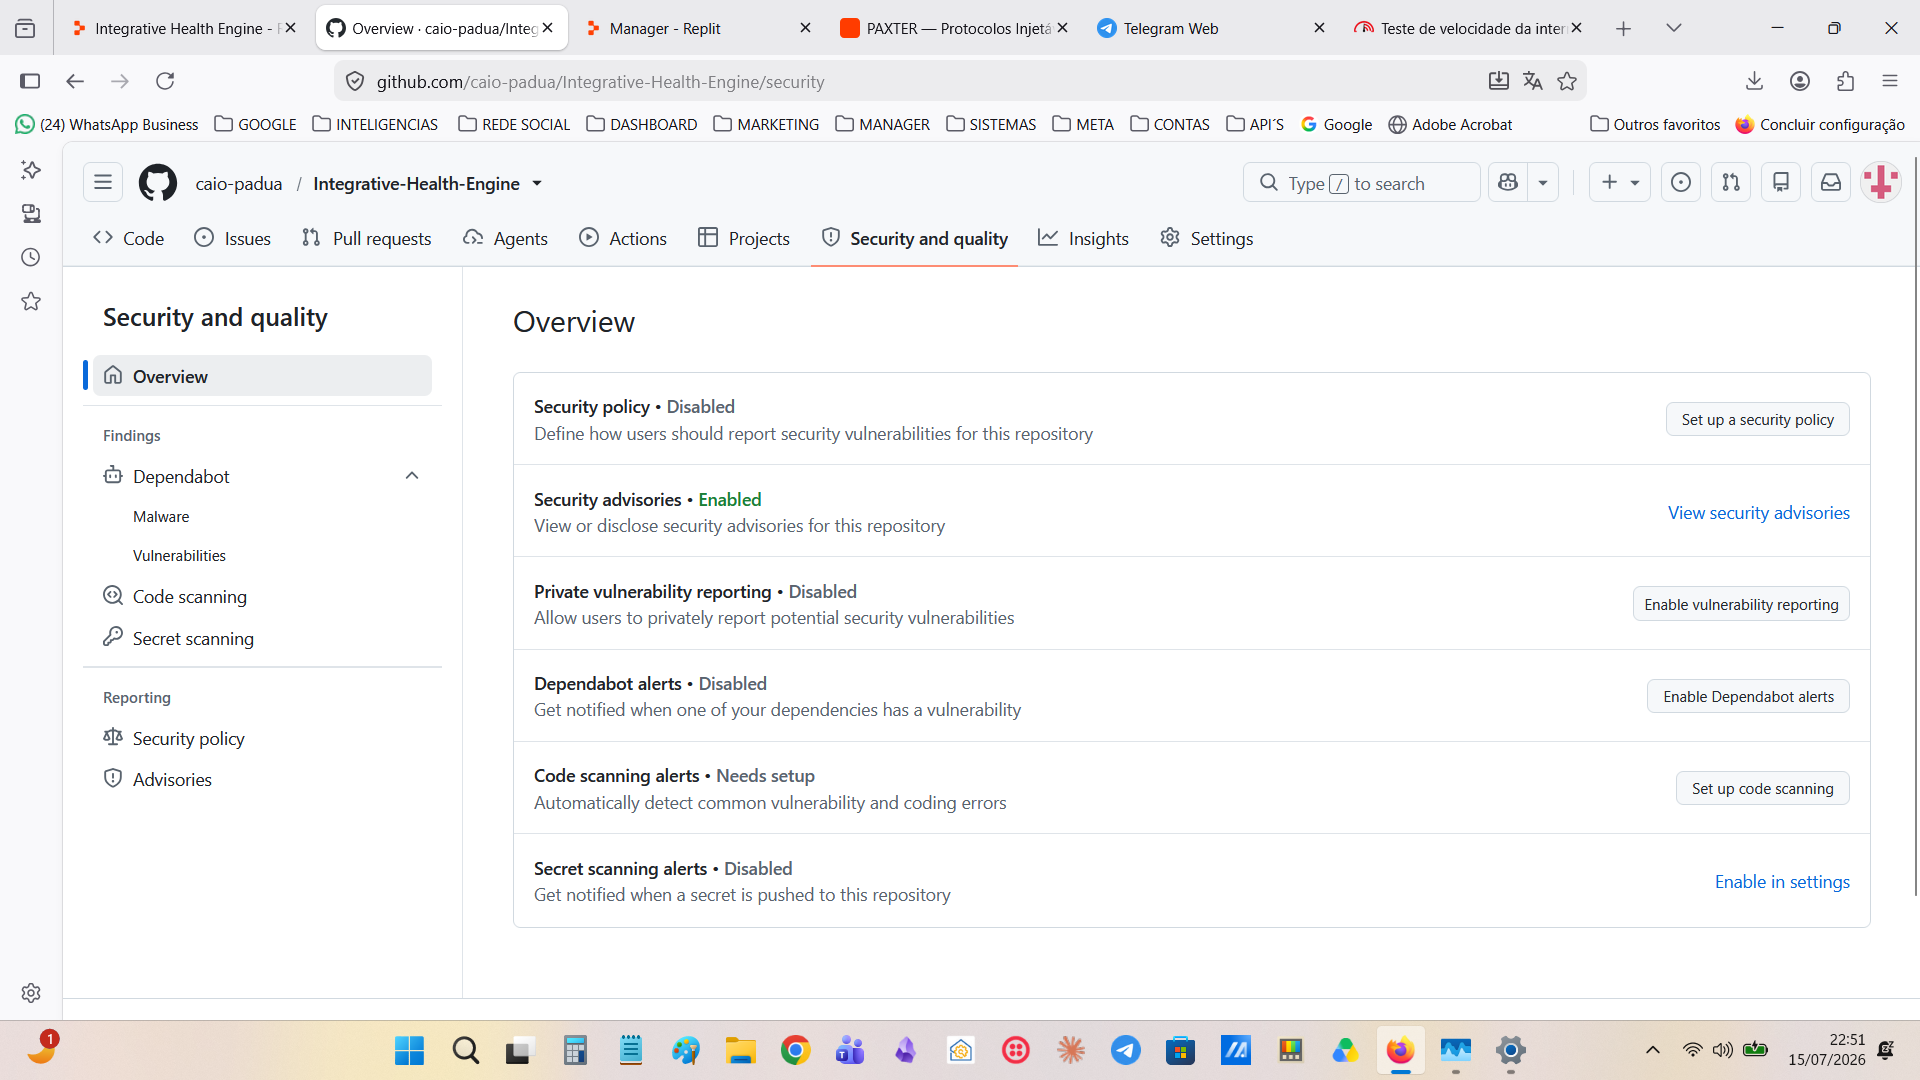 Integrative Health Engine - R
Overview · caio-padua/Integ
Manager - Replit
PAXTER — Protocolos Injetá
Telegram Web
Teste de velocidade da inter
github.com/caio-padua/Integrative-Health-Engine/security
(24) WhatsApp Business
GOOGLE
INTELIGENCIAS
REDE SOCIAL
DASHBOARD
MARKETING
MANAGER
SISTEMAS
META
CONTAS
API´S
Google
Adobe Acrobat
Outros favoritos
Concluir configuração
caio-padua / Integrative-Health-Engine
Type / to search
Code
Issues
Pull requests
Agents
Actions
Projects
Security and quality
Insights
Settings
Security and quality
Overview
Findings
Dependabot
Malware
Vulnerabilities
Code scanning
Secret scanning
Reporting
Security policy
Advisories
Overview
Security policy • Disabled
Define how users should report security vulnerabilities for this repository
Set up a security policy
Security advisories • Enabled
View or disclose security advisories for this repository
View security advisories
Private vulnerability reporting • Disabled
Allow users to privately report potential security vulnerabilities
Enable vulnerability reporting
Dependabot alerts • Disabled
Get notified when one of your dependencies has a vulnerability
Enable Dependabot alerts
Code scanning alerts • Needs setup
Automatically detect common vulnerability and coding errors
Set up code scanning
Secret scanning alerts • Disabled
Get notified when a secret is pushed to this repository
Enable in settings
1
22:51
15/07/2026